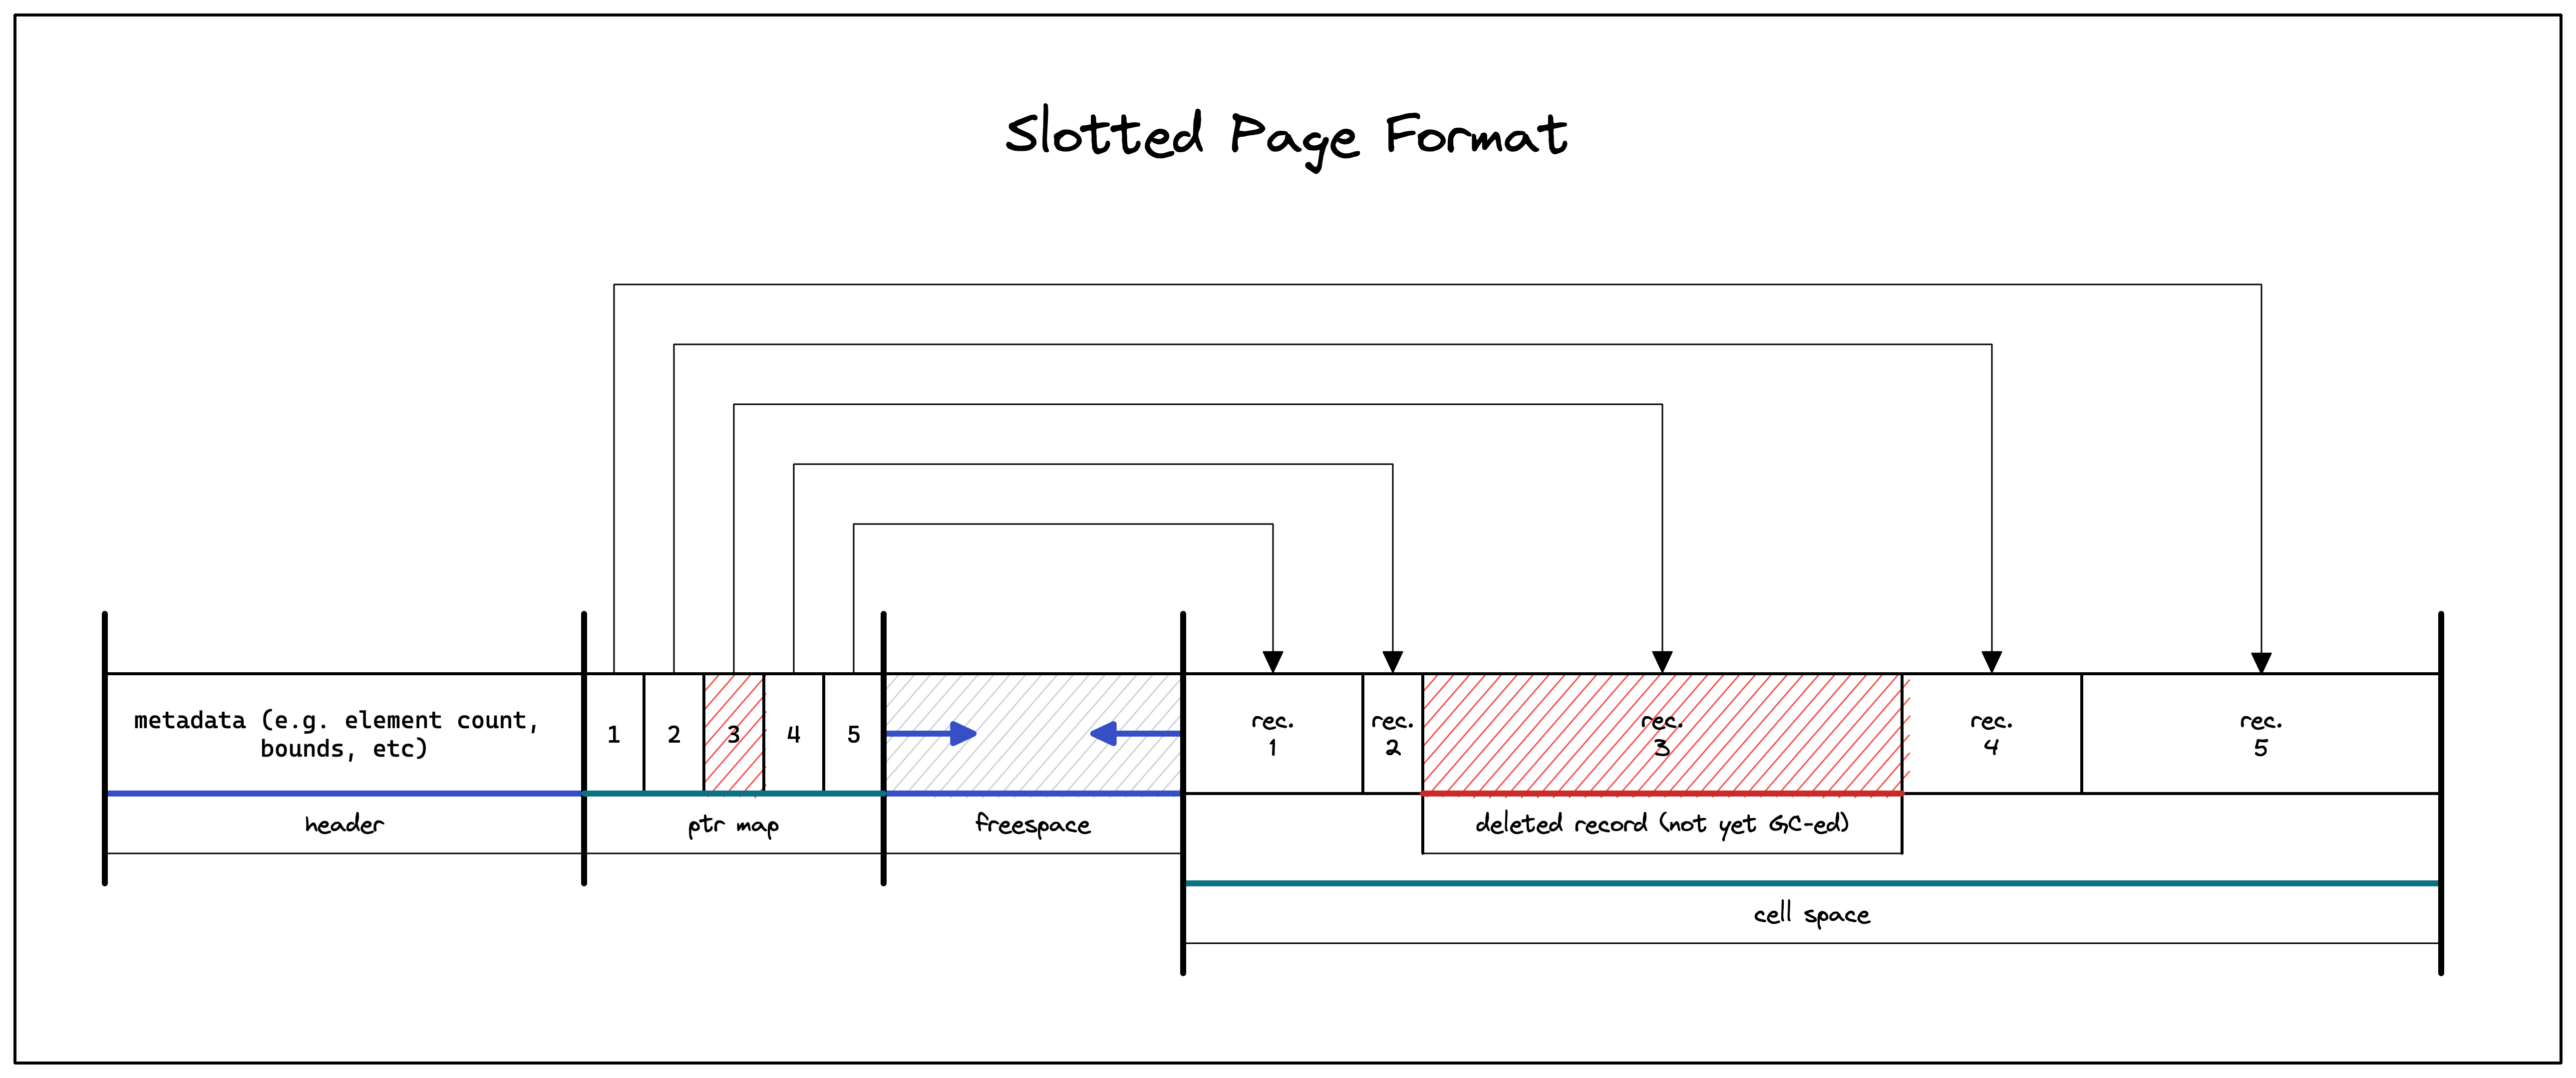 Slotted Page Format
metadata (e.g. element count,
bounds, etc)
1
2
3
4
5
rec.
1
rec.
2
rec.
3
rec.
4
rec.
5
header
ptr map
freespace
deleted record (not yet GC-ed)
cell space